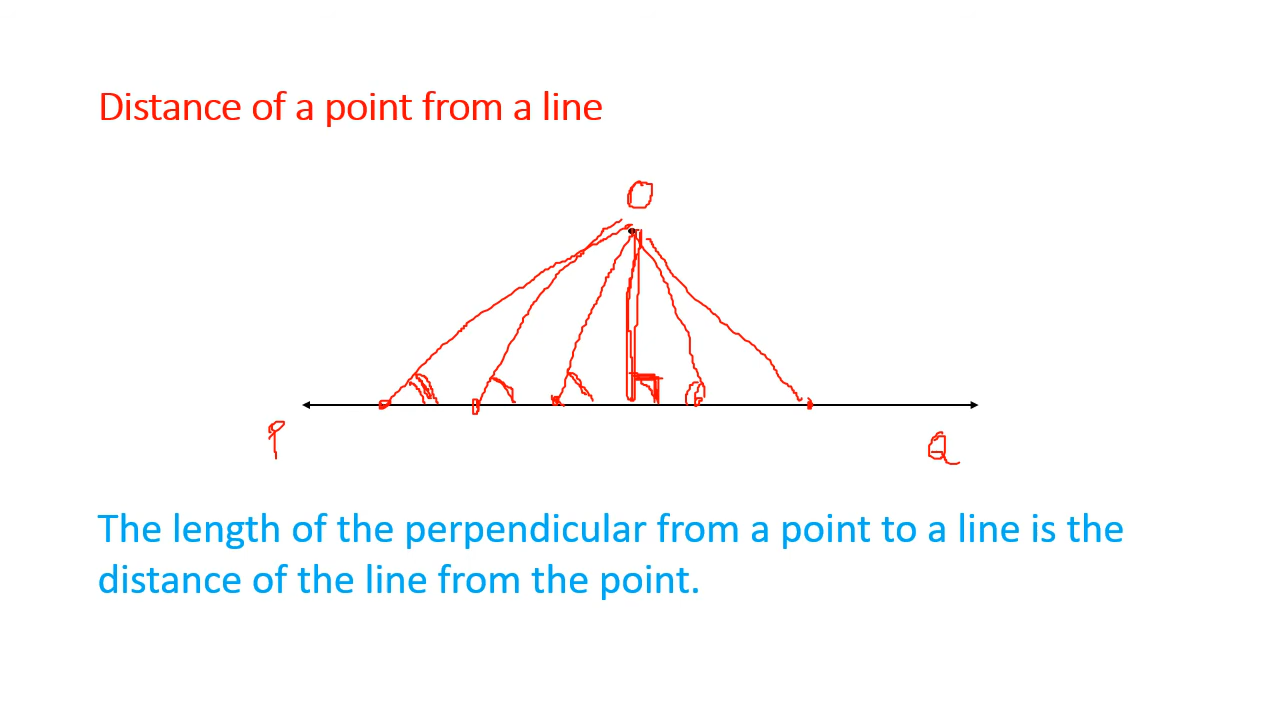 Distance of a point from a line
O
P
Q
The length of the perpendicular from a point to a line is the
distance of the line from the point.